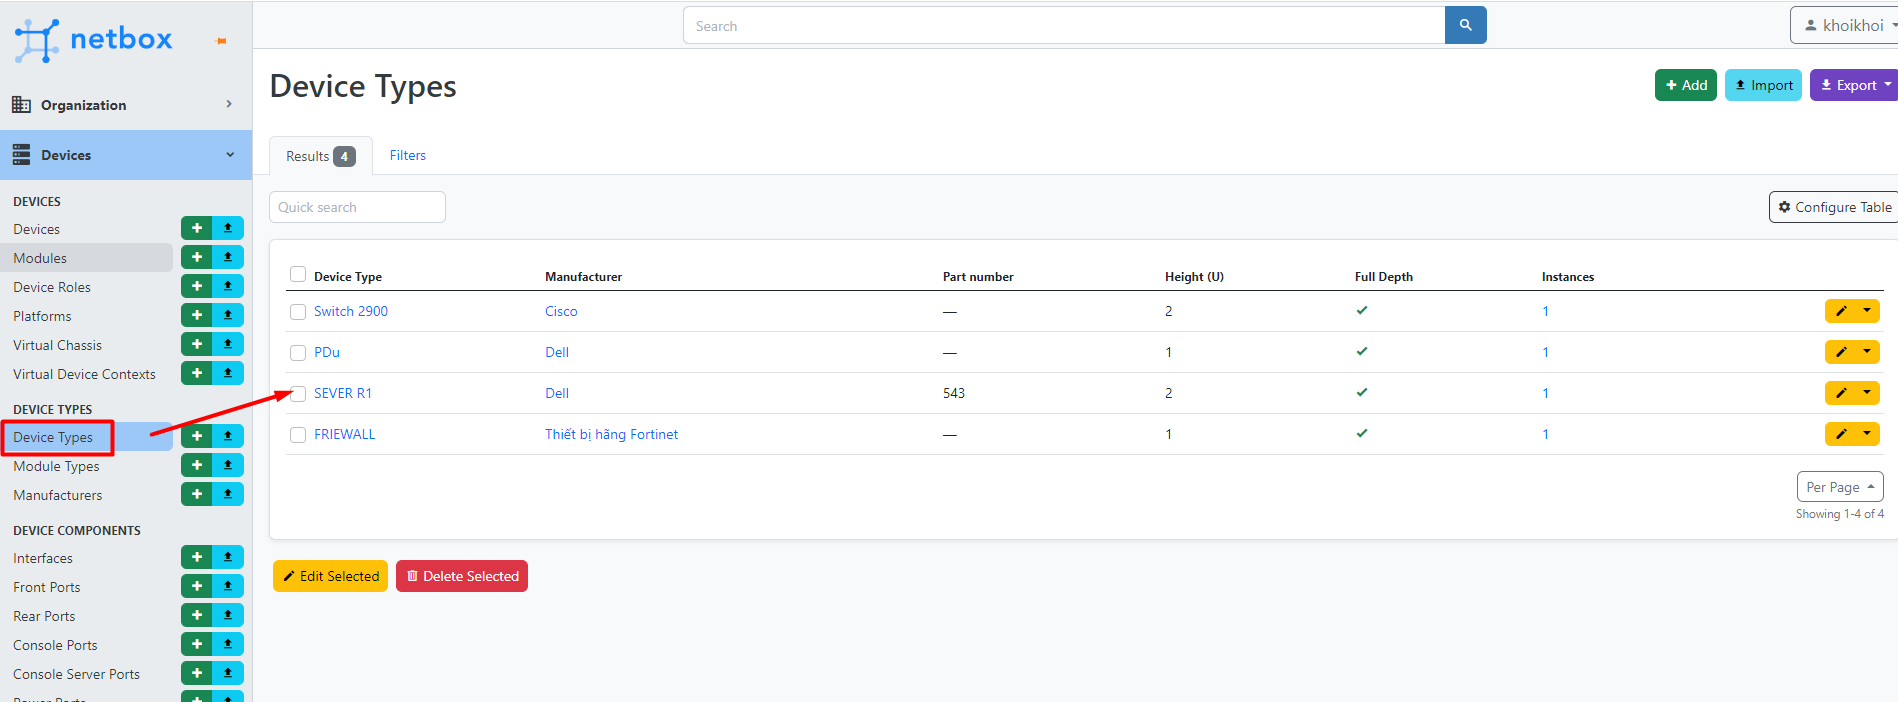 netbox
Search
khoikhoi
Organization
Devices
DEVICES
Devices
Modules
Device Roles
Platforms
Virtual Chassis
Virtual Device Contexts
DEVICE TYPES
Device Types
Module Types
Manufacturers
DEVICE COMPONENTS
Interfaces
Front Ports
Rear Ports
Console Ports
Console Server Ports
Power Ports
Device Types
Add Import Export
Results 4 Filters
Quick search
Configure Table
Device Type Manufacturer Part number Height (U) Full Depth Instances
Switch 2900 Cisco — 2 1
PDu Dell — 1 1
SEVER R1 Dell 543 2 1
FRIEWALL Thiết bị hãng Fortinet — 1 1
Per Page
Showing 1-4 of 4
Edit Selected Delete Selected